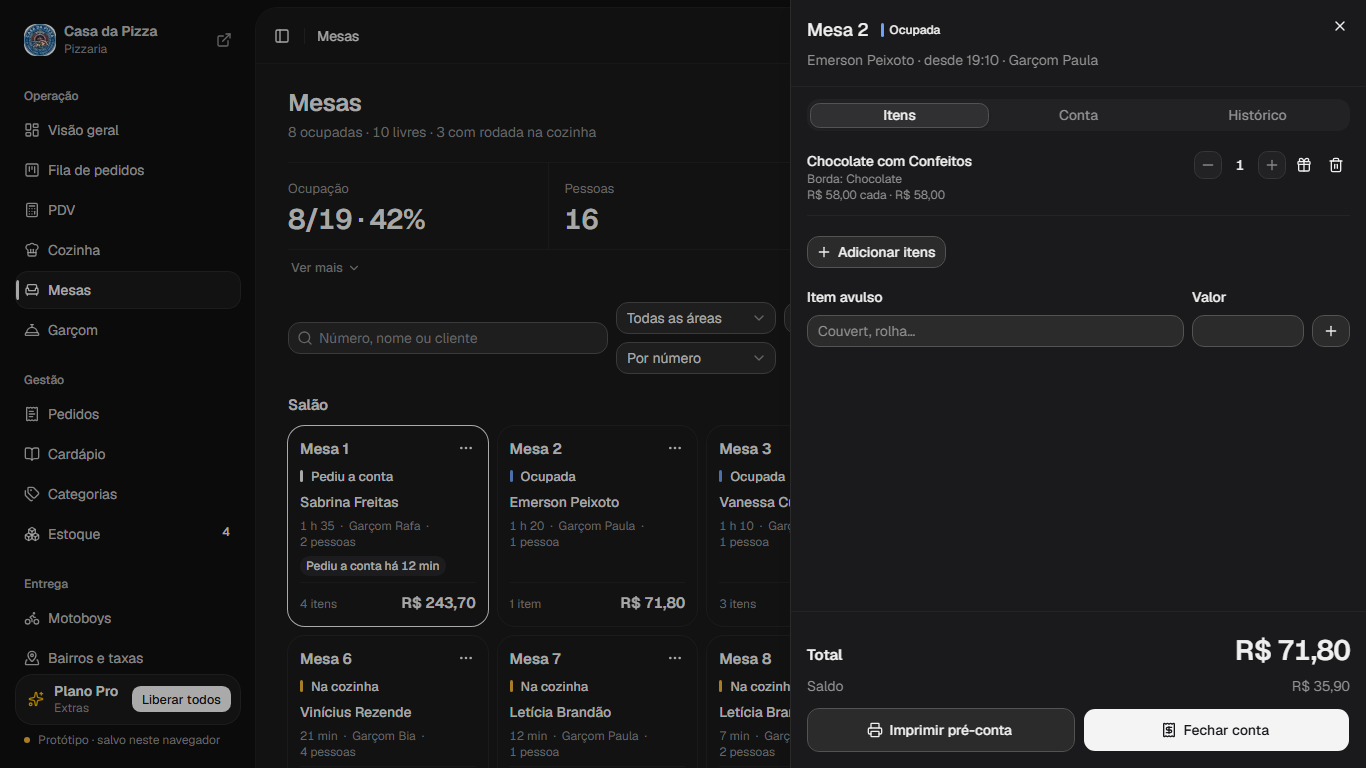 Casa da Pizza
Pizzaria
Operação
Visão geral
Fila de pedidos
PDV
Cozinha
Mesas
Garçom
Gestão
Pedidos
Cardápio
Categorias
Estoque
4
Entrega
Motoboys
Bairros e taxas
Plano Pro
Extras
Liberar todos
Protótipo · salvo neste navegador
Mesas
Mesas
8 ocupadas · 10 livres · 3 com rodada na cozinha
Ocupação
8/19 · 42%
Pessoas
16
Ver mais
Número, nome ou cliente
Todas as áreas
Por número
Salão
Mesa 1
Pediu a conta
Sabrina Freitas
1 h 35 · Garçom Rafa ·
2 pessoas
Pediu a conta há 12 min
4 itens
R$ 243,70
Mesa 2
Ocupada
Emerson Peixoto
1 h 20 · Garçom Paula ·
1 pessoa
1 item
R$ 71,80
Mesa 3
Ocupada
Vanessa
1 h 10 ·
1 pessoa
3 itens
Mesa 6
Na cozinha
Vinícius Rezende
21 min · Garçom Bia ·
4 pessoas
Mesa 7
Na cozinha
Letícia Brandão
12 min · Garçom Paula ·
1 pessoa
Mesa 8
Na cozinh
Letícia Bra
7 min · Garç
2 pessoas
Mesa 2
Ocupada
Emerson Peixoto · desde 19:10 · Garçom Paula
Itens
Conta
Histórico
Chocolate com Confeitos
Borda: Chocolate
R$ 58,00 cada · R$ 58,00
1
Adicionar itens
Item avulso
Valor
Couvert, rolha...
Total
R$ 71,80
Saldo
R$ 35,90
Imprimir pré-conta
Fechar conta